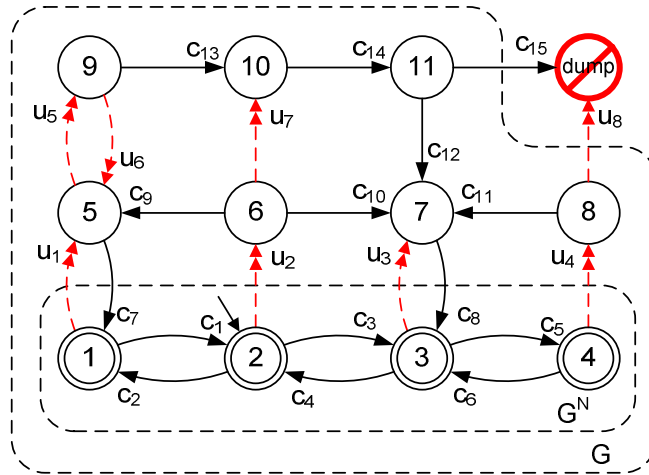 c13 c14 c15
9 10 11 dump
u5 u6 u7 c12 u8
c9 c10 c11
5 6 7 8
u1 u2 u3 u4
c7 c1 c3 c8 c5
1 2 3 4
c2 c4 c6
G^N
G